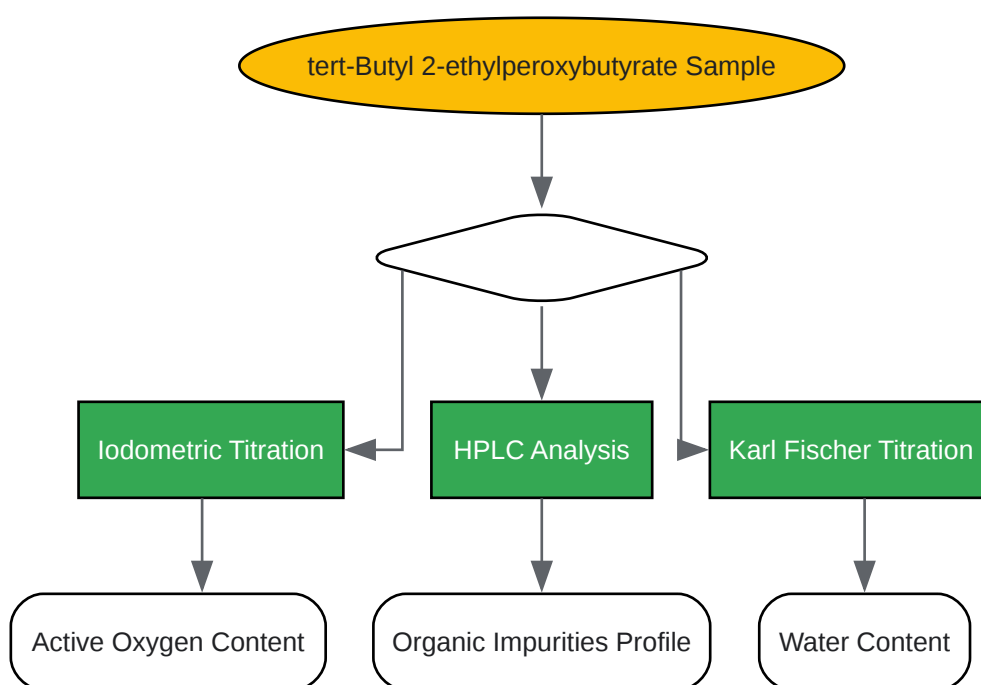 tert-Butyl 2-ethylperoxybutyrate Sample
Iodometric Titration
HPLC Analysis
Karl Fischer Titration
Active Oxygen Content
Organic Impurities Profile
Water Content